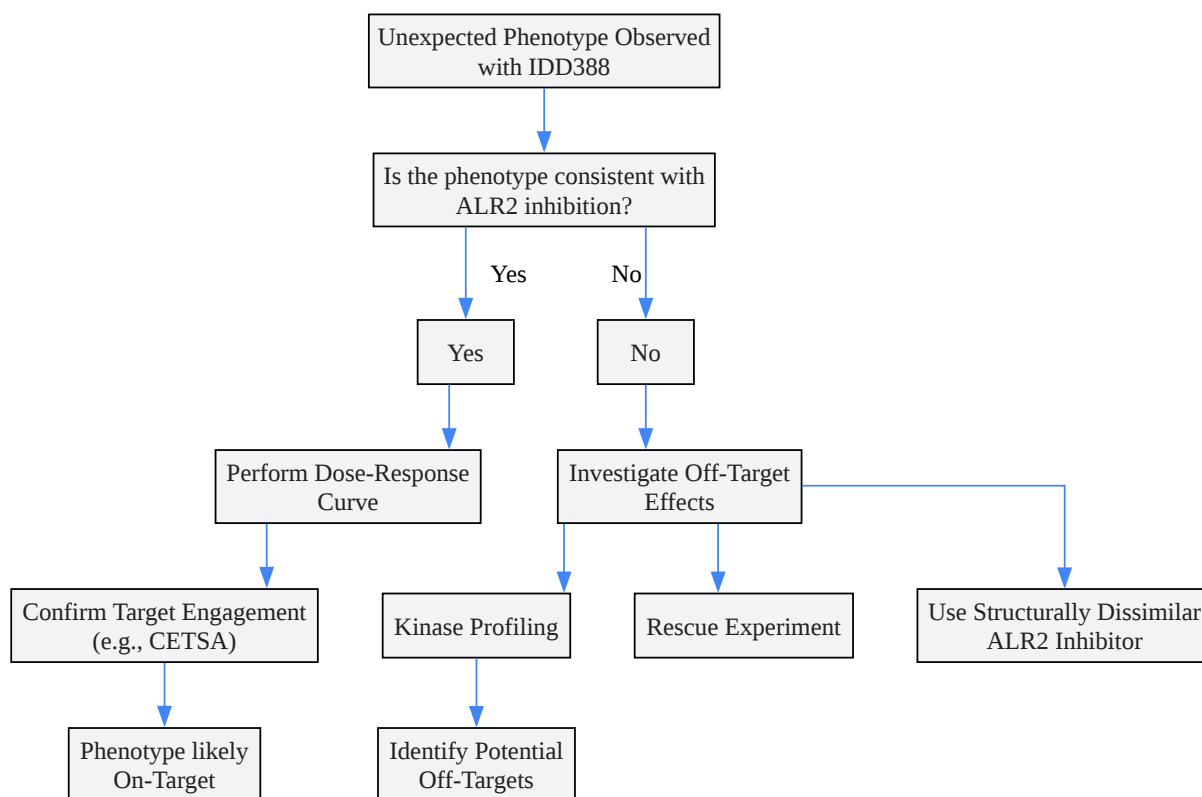 Unexpected Phenotype Observed
with IDD388
Is the phenotype consistent with
ALR2 inhibition?
Yes
No
Yes
No
Perform Dose-Response
Curve
Investigate Off-Target
Effects
Confirm Target Engagement
(e.g., CETSA)
Kinase Profiling
Rescue Experiment
Use Structurally Dissimilar
ALR2 Inhibitor
Phenotype likely
On-Target
Identify Potential
Off-Targets